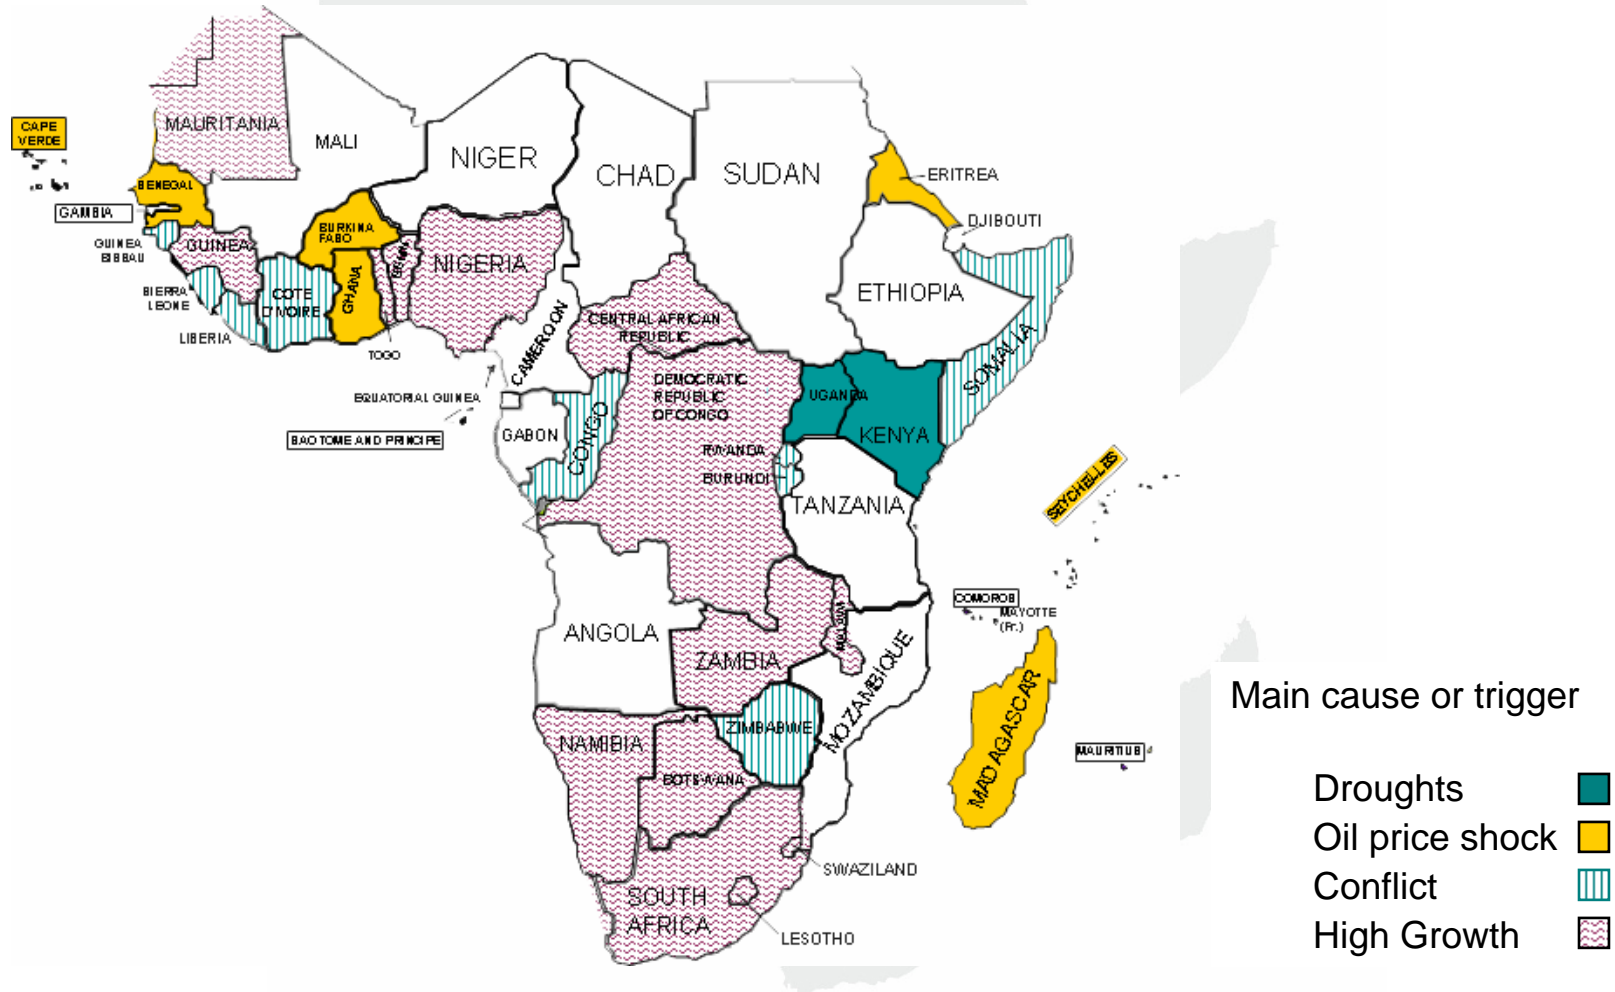 CAPE
VERDE
MAURITANIA
MALI
NIGER
CHAD
SUDAN
ERITREA
DJIBOUTI
SENEGAL
GAMBIA
GUINEA
BISSAU
GUINEA
BURKINA
FASO
BENIN
NIGERIA
SIERRA
LEONE
COTE
D'IVOIRE
GHANA
LIBERIA
TOGO
ETHIOPIA
SOMALIA
CENTRAL AFRICAN
REPUBLIC
CAMEROON
EQUATORIAL GUINEA
SAO TOME AND PRINCIPE
GABON
CONGO
DEMOCRATIC
REPUBLIC
OF CONGO
UGANDA
KENYA
RWANDA
BURUNDI
TANZANIA
SEYCHELLES
COMOROS
MAYOTTE
(Fr.)
ANGOLA
ZAMBIA
MALAWI
MOZAMBIQUE
MADAGASCAR
MAURITIUS
ZIMBABWE
NAMIBIA
BOTSWANA
SWAZILAND
SOUTH
AFRICA
LESOTHO
Main cause or trigger
Droughts
Oil price shock
Conflict
High Growth